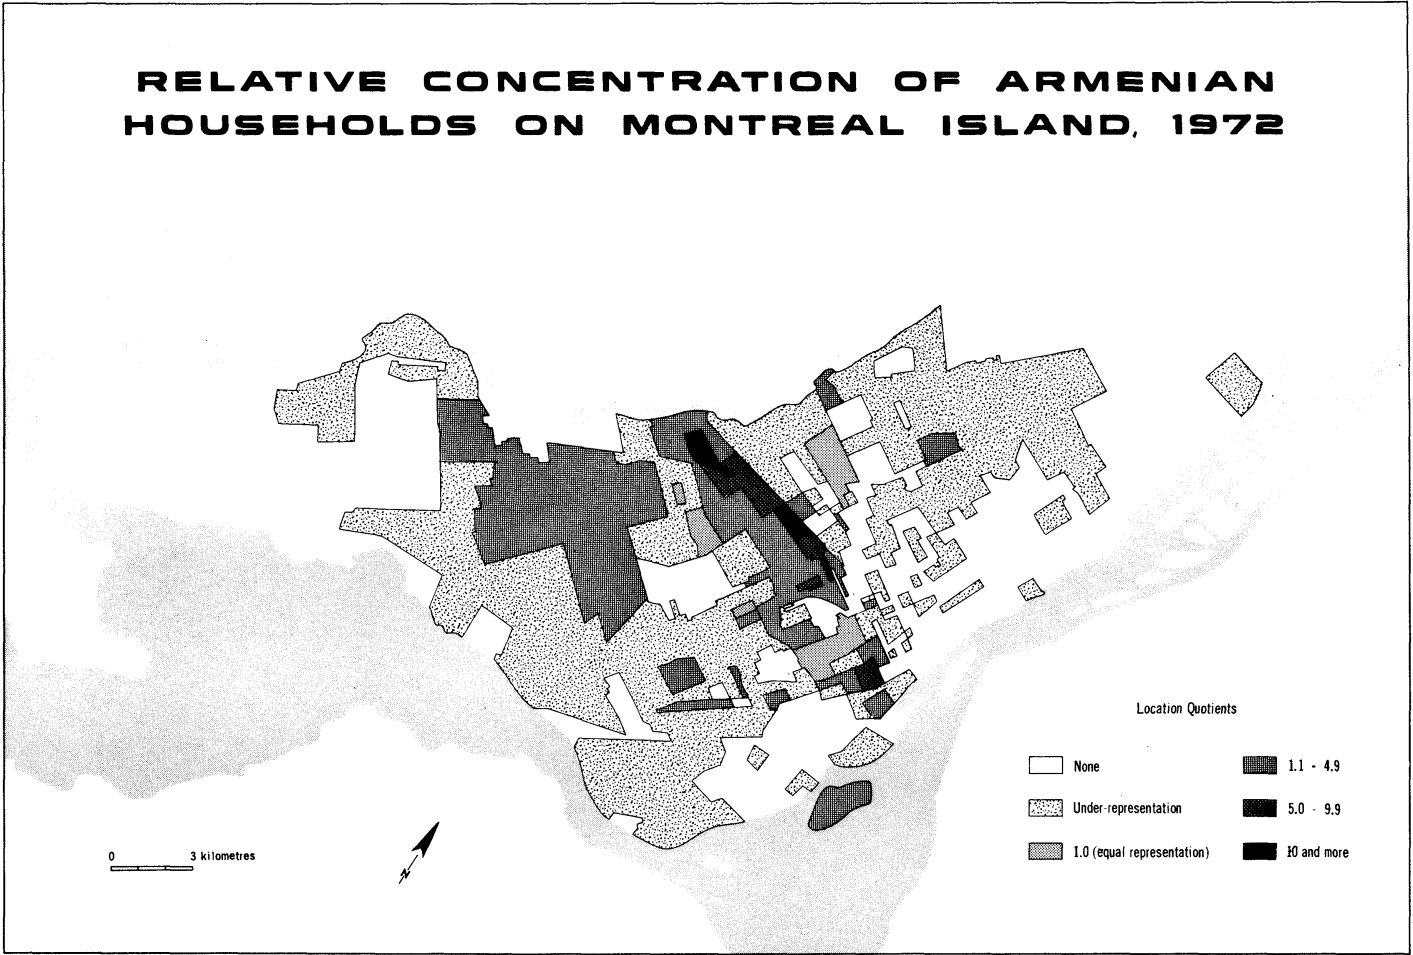 RELATIVE CONCENTRATION OF ARMENIAN
HOUSEHOLDS ON MONTREAL ISLAND, 1972
Location Quotients
None
Under-representation
1.0 (equal representation)
1.1 - 4.9
5.0 - 9.9
10 and more
0 3 kilometres
N